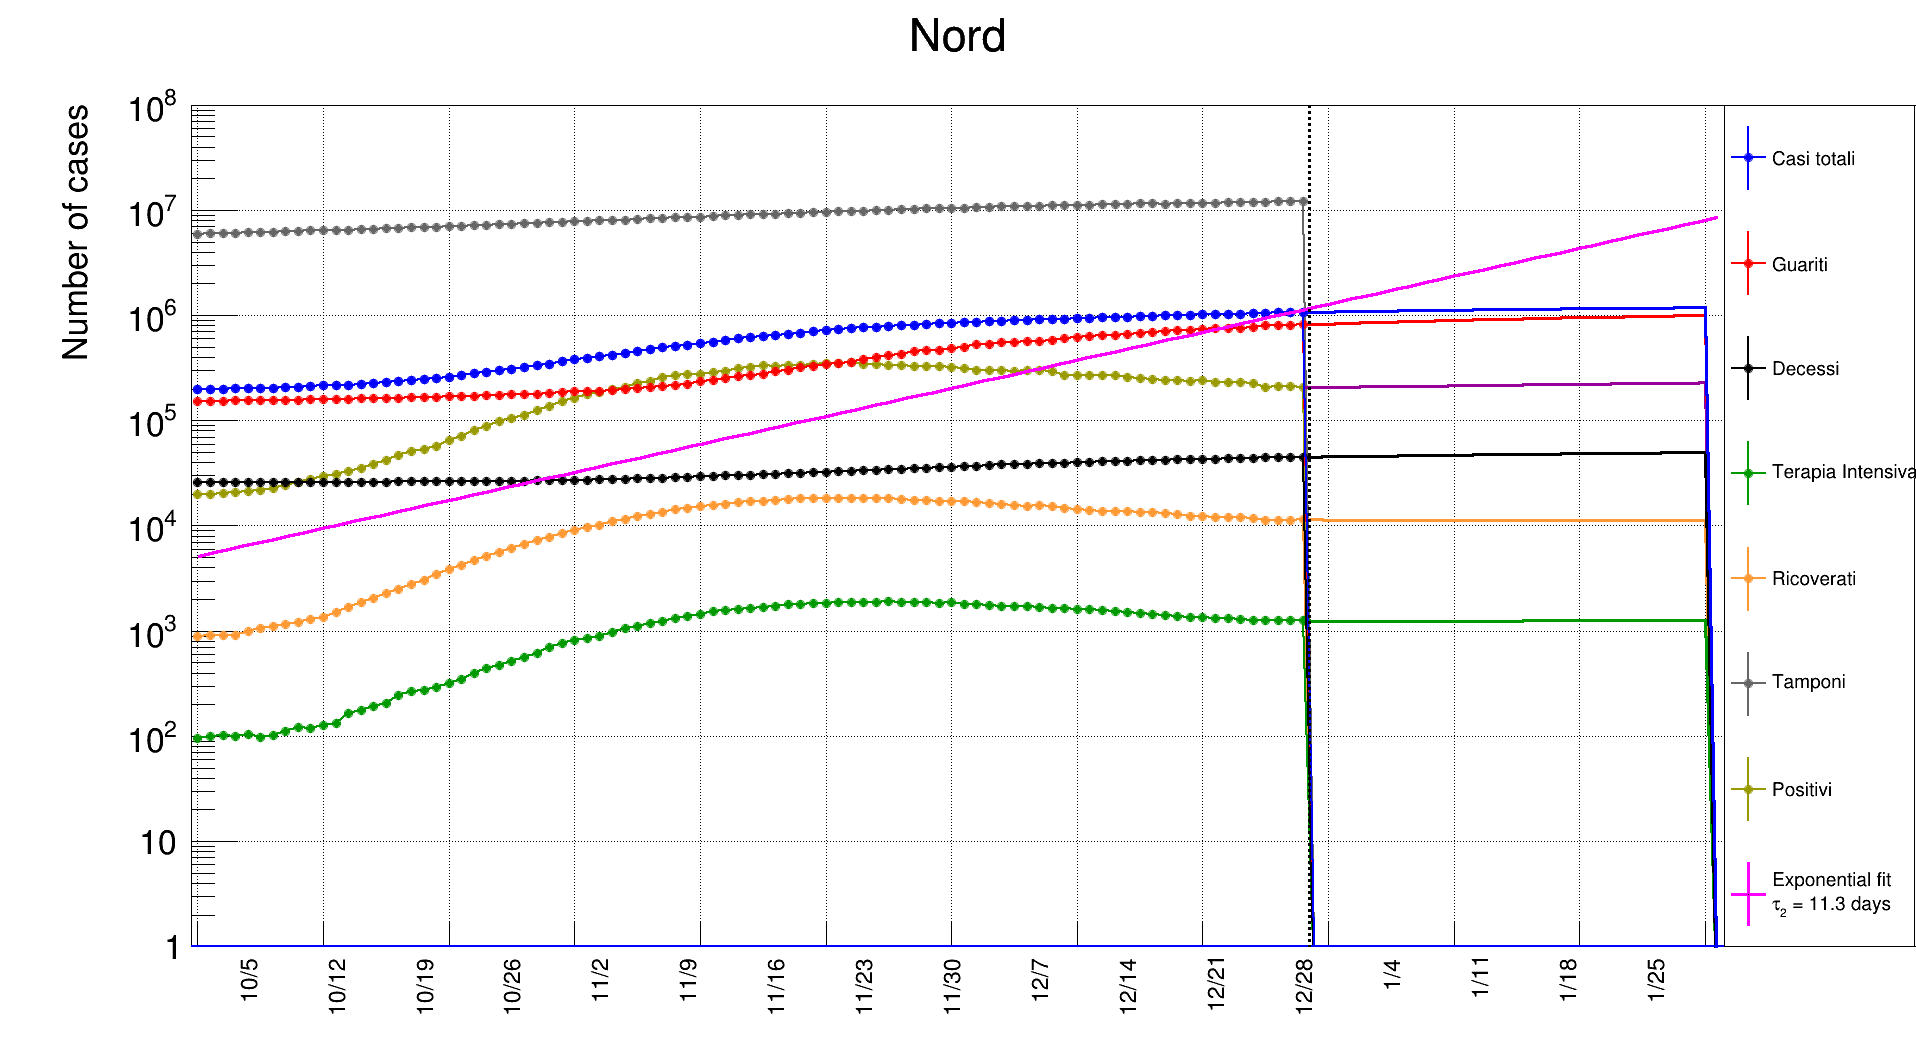 Nord
Number of cases
10^8
10^7
10^6
10^5
10^4
10^3
10^2
10
1
10/5
10/12
10/19
10/26
11/2
11/9
11/16
11/23
11/30
12/7
12/14
12/21
12/28
1/4
1/11
1/18
1/25
Casi totali
Guariti
Decessi
Terapia Intensiva
Ricoverati
Tamponi
Positivi
Exponential fit
τ₂ = 11.3 days